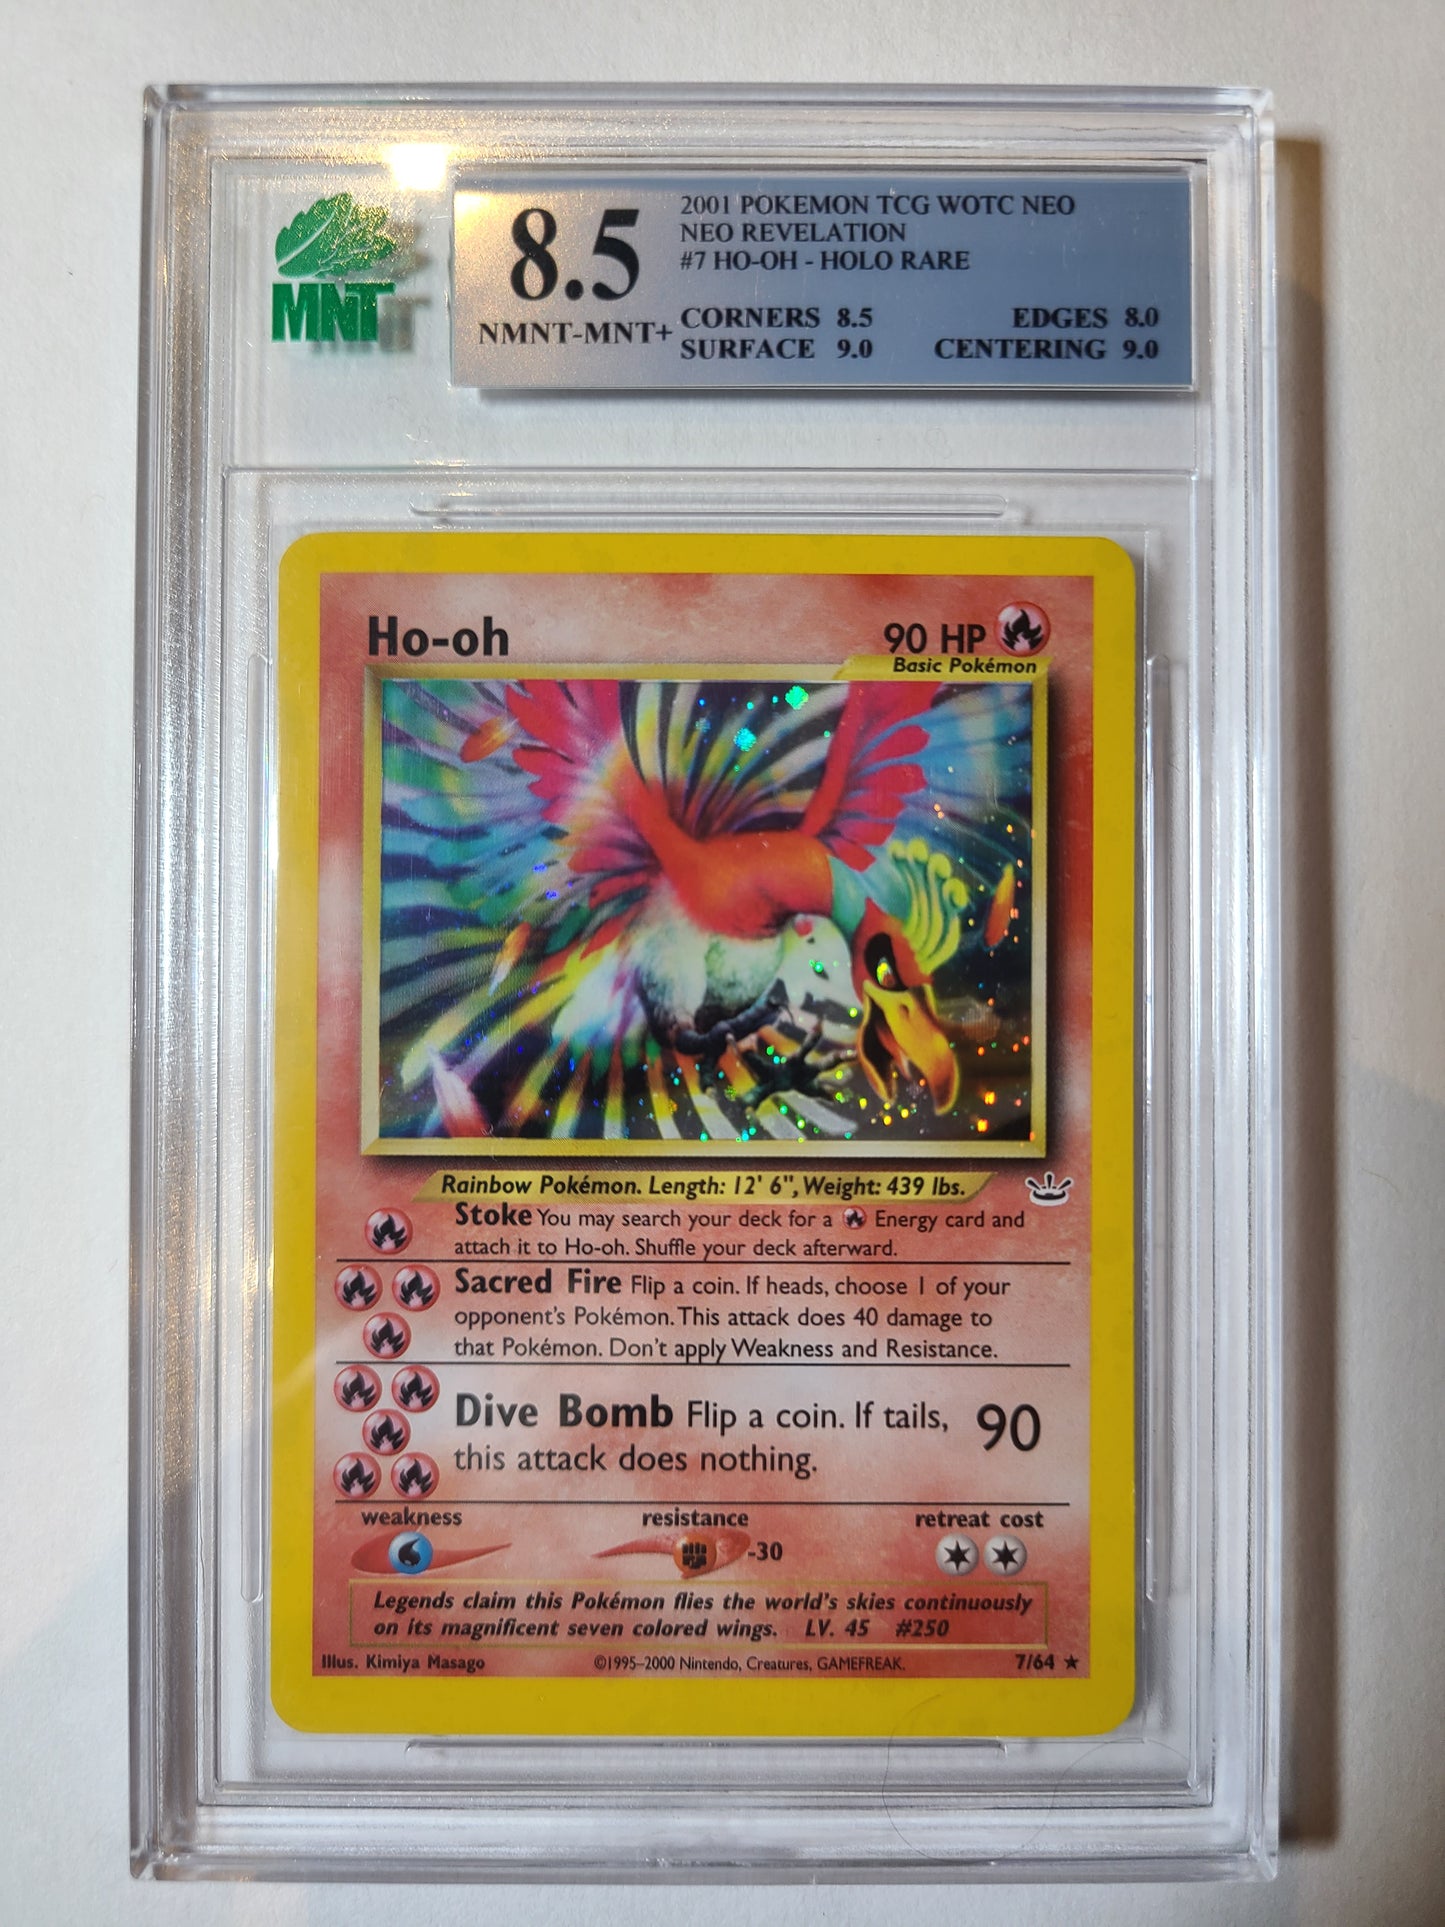 MNT
8.5
NMNT-MNT+
2001 POKEMON TCG WOTC NEO
NEO REVELATION
#7 HO-OH - HOLO RARE
CORNERS 8.5 EDGES 8.0
SURFACE 9.0 CENTERING 9.0
Ho-oh 90 HP
Basic Pokémon
Rainbow Pokémon. Length: 12' 6", Weight: 439 lbs.
Stoke You may search your deck for a Energy card and
attach it to Ho-oh. Shuffle your deck afterward.
Sacred Fire Flip a coin. If heads, choose 1 of your
opponent's Pokémon. This attack does 40 damage to
that Pokémon. Don't apply Weakness and Resistance.
Dive Bomb Flip a coin. If tails, 90
this attack does nothing.
weakness resistance retreat cost
-30
Legends claim this Pokémon flies the world's skies continuously
on its magnificent seven colored wings. LV. 45 #250
Illus. Kimiya Masago ©1995–2000 Nintendo, Creatures, GAMEFREAK. 7/64 ★